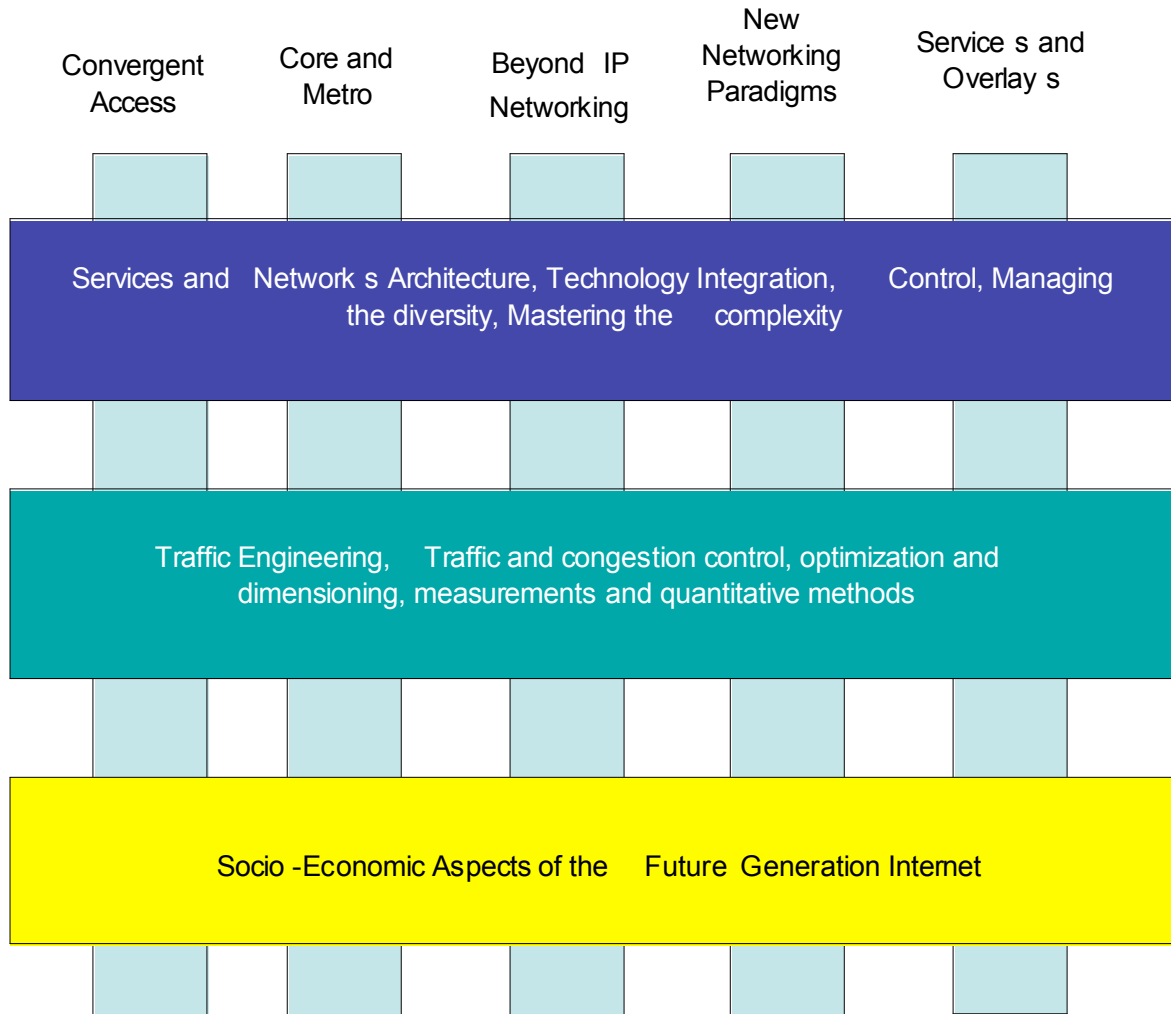 Convergent
Access
Core and
Metro
Beyond IP
Networking
New
Networking
Paradigms
Service s and
Overlay s
Services and Network s Architecture, Technology Integration, Control, Managing
the diversity, Mastering the complexity
Traffic Engineering, Traffic and congestion control, optimization and
dimensioning, measurements and quantitative methods
Socio -Economic Aspects of the Future Generation Internet